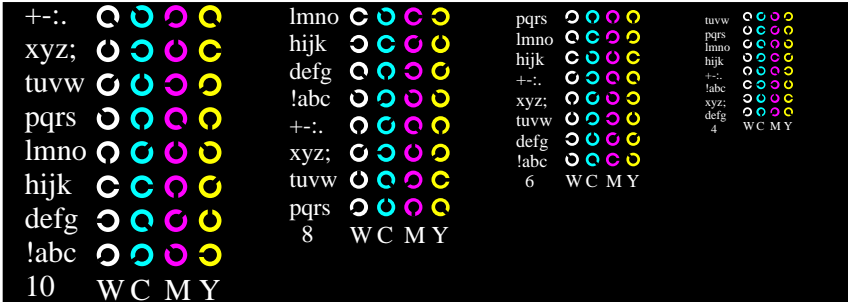 +-:.
xyz;
tuvw
pqrs
lmno
hijk
defg
!abc
10 W C M Y
lmno
hijk
defg
!abc
+-:.
xyz;
tuvw
pqrs
8 W C M Y
pqrs
lmno
hijk
+-:.
xyz;
tuvw
defg
!abc
6 W C M Y
tuvw
pqrs
lmno
hijk
+-:.
!abc
xyz;
defg
4 W C M Y